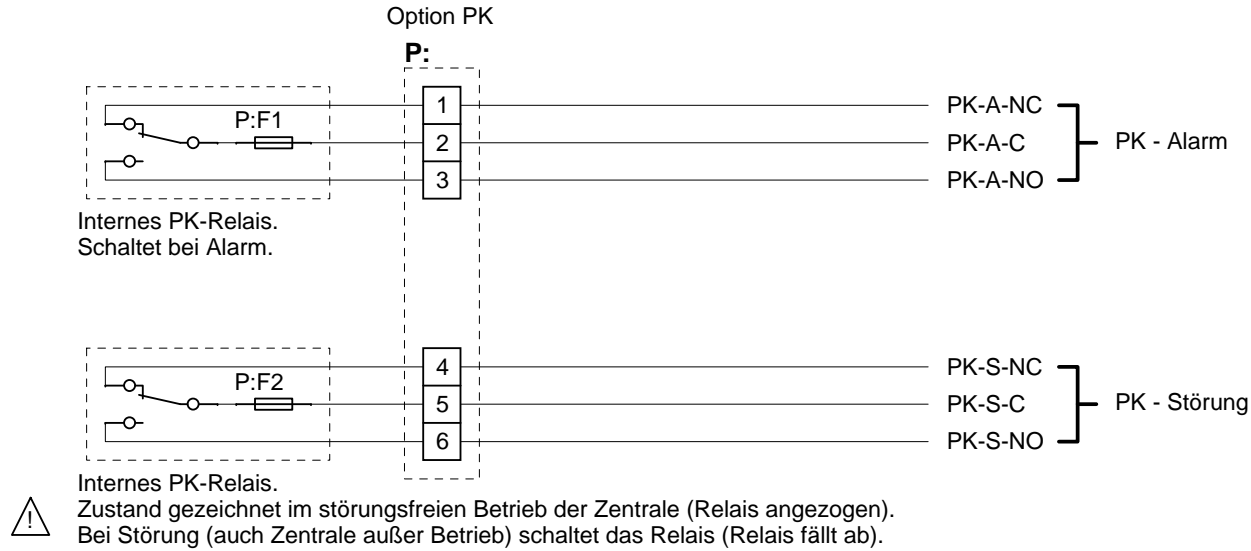 Option PK
P:
P:F1
1
2
3
PK-A-NC
PK-A-C
PK-A-NO
PK - Alarm
Internes PK-Relais.
Schaltet bei Alarm.
P:F2
4
5
6
PK-S-NC
PK-S-C
PK-S-NO
PK - Störung
Internes PK-Relais.
Zustand gezeichnet im störungsfreien Betrieb der Zentrale (Relais angezogen).
Bei Störung (auch Zentrale außer Betrieb) schaltet das Relais (Relais fällt ab).
!